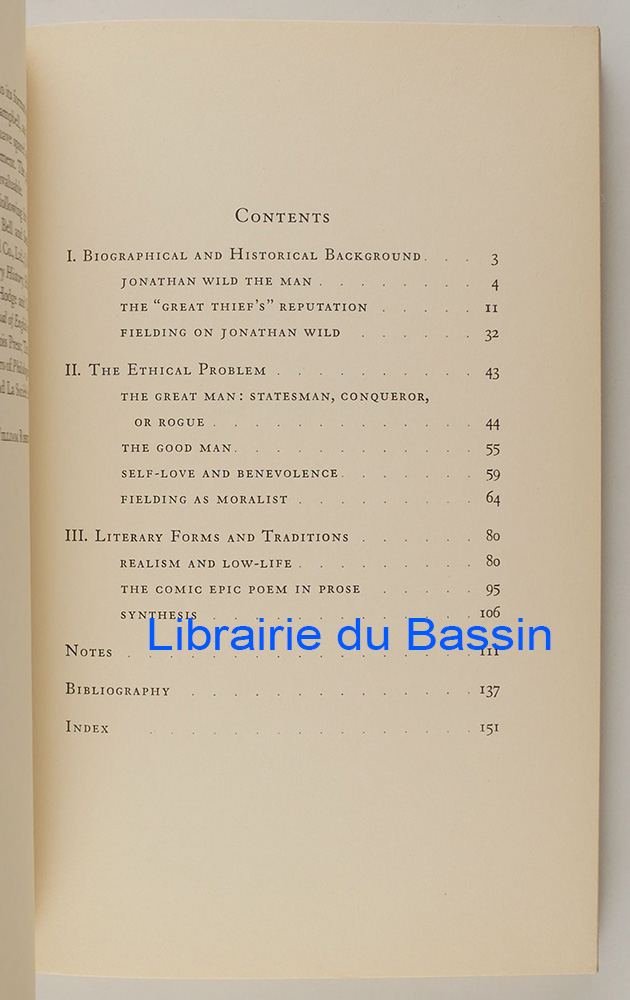 CONTENTS
I. BIOGRAPHICAL AND HISTORICAL BACKGROUND . . . 3
JONATHAN WILD THE MAN . . . . . . . . 4
THE "GREAT THIEF'S" REPUTATION . . . . . 11
FIELDING ON JONATHAN WILD . . . . . . 32
II. THE ETHICAL PROBLEM . . . . . . . . . . 43
THE GREAT MAN: STATESMAN, CONQUEROR,
OR ROGUE . . . . . . . . . . . . . 44
THE GOOD MAN . . . . . . . . . . . . 55
SELF-LOVE AND BENEVOLENCE . . . . . . . 59
FIELDING AS MORALIST . . . . . . . . . 64
III. LITERARY FORMS AND TRADITIONS . . . . . . 80
REALISM AND LOW-LIFE . . . . . . . . . 80
THE COMIC EPIC POEM IN PROSE . . . . . 95
SYNTHESIS . . . . . . . . . . . . . 106
Librairie du Bassin
NOTES . . . . . . . . . . . . . . . . 111
BIBLIOGRAPHY . . . . . . . . . . . . . . 137
INDEX . . . . . . . . . . . . . . . . 151